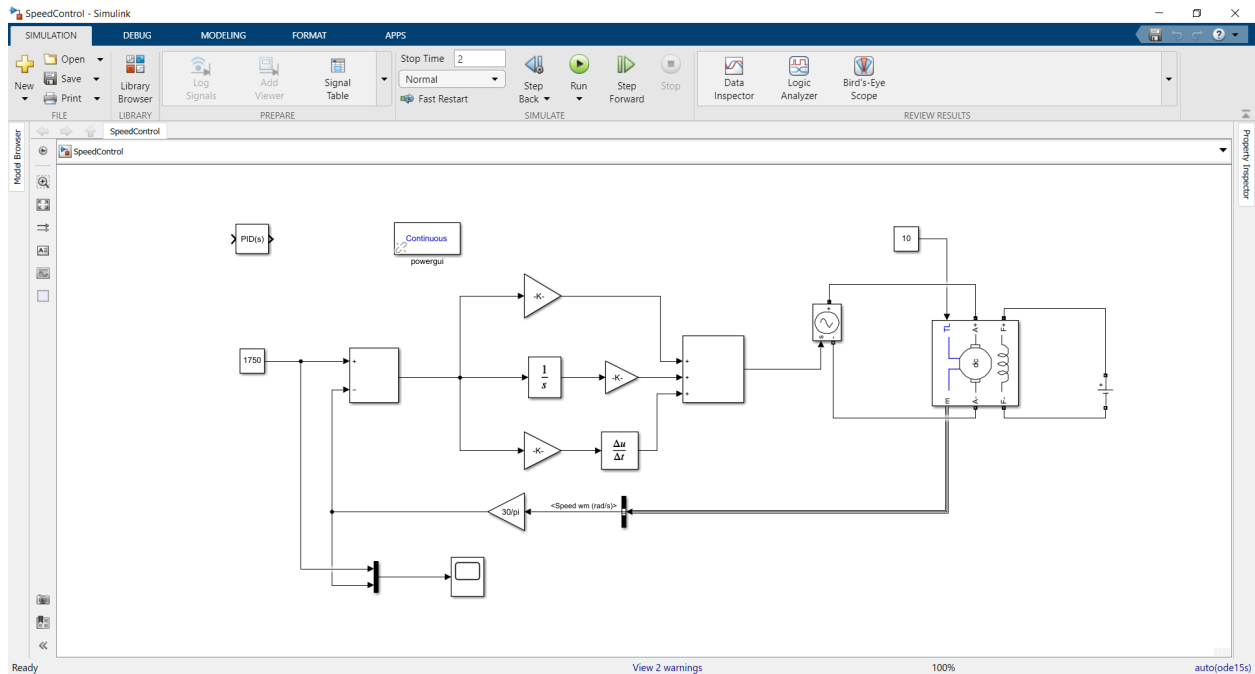 SpeedControl - Simulink
SIMULATION DEBUG MODELING FORMAT APPS
New
Open
Save
Print
FILE
Library
Browser
LIBRARY
Log
Signals
Add
Viewer
Signal
Table
PREPARE
Stop Time 2
Normal
Fast Restart
Step
Back
Run
Step
Forward
Stop
SIMULATE
Data
Inspector
Logic
Analyzer
Bird's-Eye
Scope
REVIEW RESULTS
Model Browser
SpeedControl
SpeedControl
Property Inspector
PID(s)
Continuous
powergui
10
-K-
1750
+
−
1
s
-K-
+
+
+
-K-
Δu
Δt
+
s
-
TL
A+
F+
dc
m
A-
F-
+
30/pi
<Speed wm (rad/s)>
Ready
View 2 warnings
100%
auto(ode15s)